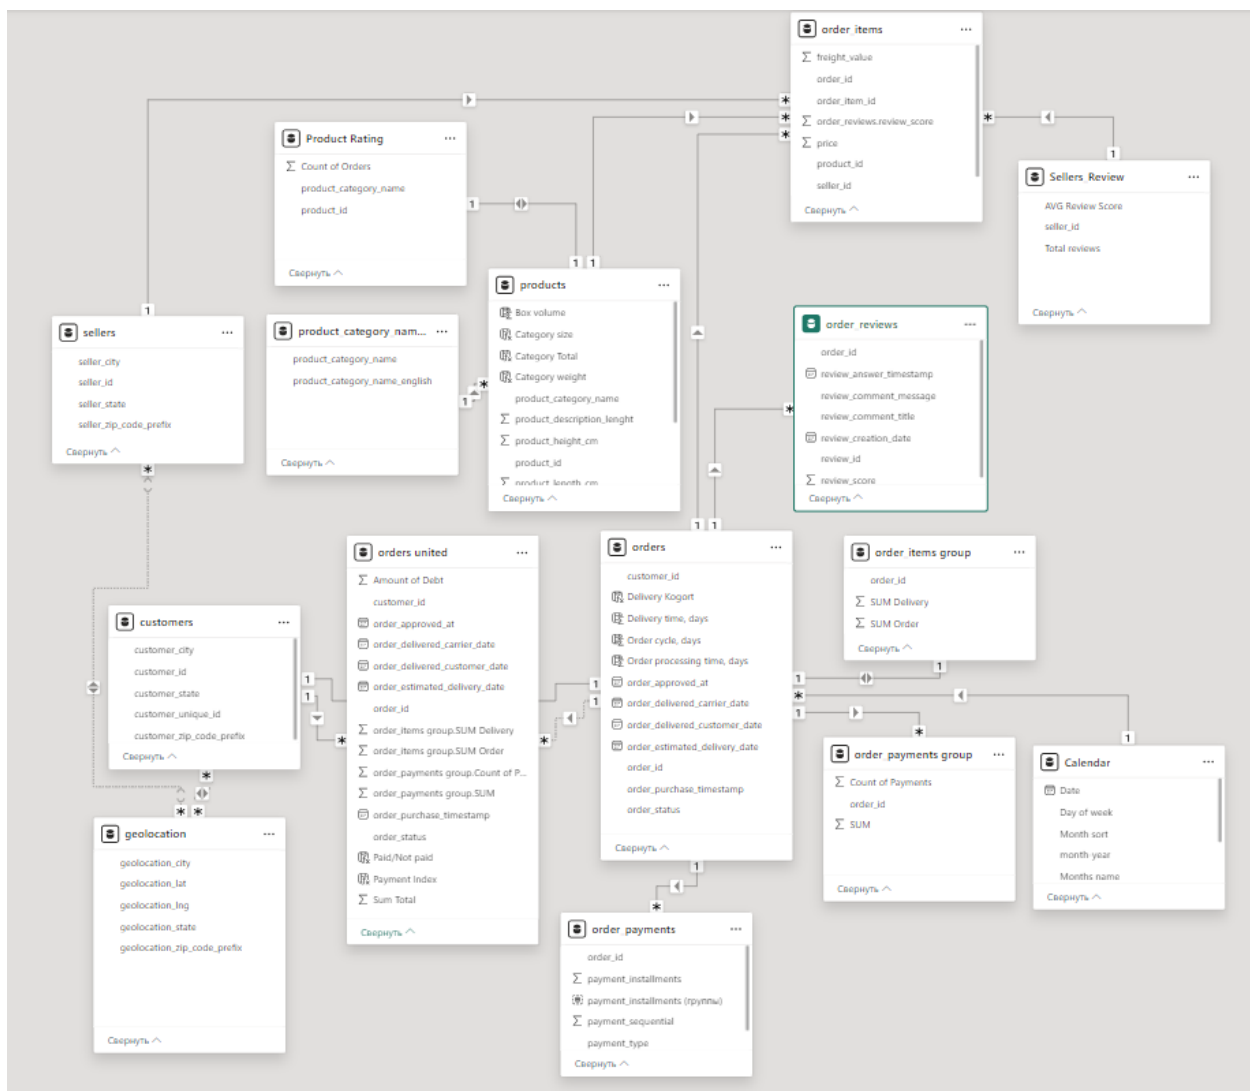 order_items
freight_value
order_id
order_item_id
order_reviews.review_score
price
product_id
seller_id
Свернуть
Product Rating
Count of Orders
product_category_name
product_id
Свернуть
Sellers_Review
AVG Review Score
seller_id
Total reviews
Свернуть
products
Box volume
Category size
Category Total
Category weight
product_category_name
product_description_lenght
product_height_cm
product_id
product_length_cm
Свернуть
sellers
seller_city
seller_id
seller_state
seller_zip_code_prefix
Свернуть
product_category_nam...
product_category_name
product_category_name_english
Свернуть
order_reviews
order_id
review_answer_timestamp
review_comment_message
review_comment_title
review_creation_date
review_id
review_score
Свернуть
orders united
Amount of Debt
customer_id
order_approved_at
order_delivered_carrier_date
order_delivered_customer_date
order_estimated_delivery_date
order_id
order_items group.SUM Delivery
order_items group.SUM Order
order_payments group.Count of P...
order_payments group.SUM
order_purchase_timestamp
order_status
Paid/Not paid
Payment Index
Sum Total
Свернуть
orders
customer_id
Delivery Kogort
Delivery time, days
Order cycle, days
Order processing time, days
order_approved_at
order_delivered_carrier_date
order_delivered_customer_date
order_estimated_delivery_date
order_id
order_purchase_timestamp
order_status
Свернуть
order_items group
order_id
SUM Delivery
SUM Order
Свернуть
customers
customer_city
customer_id
customer_state
customer_unique_id
customer_zip_code_prefix
Свернуть
order_payments group
Count of Payments
order_id
SUM
Свернуть
Calendar
Date
Day of week
Month sort
month-year
Months name
Свернуть
geolocation
geolocation_city
geolocation_lat
geolocation_lng
geolocation_state
geolocation_zip_code_prefix
Свернуть
order_payments
order_id
payment_installments
payment_installments (группы)
payment_sequential
payment_type
Свернуть